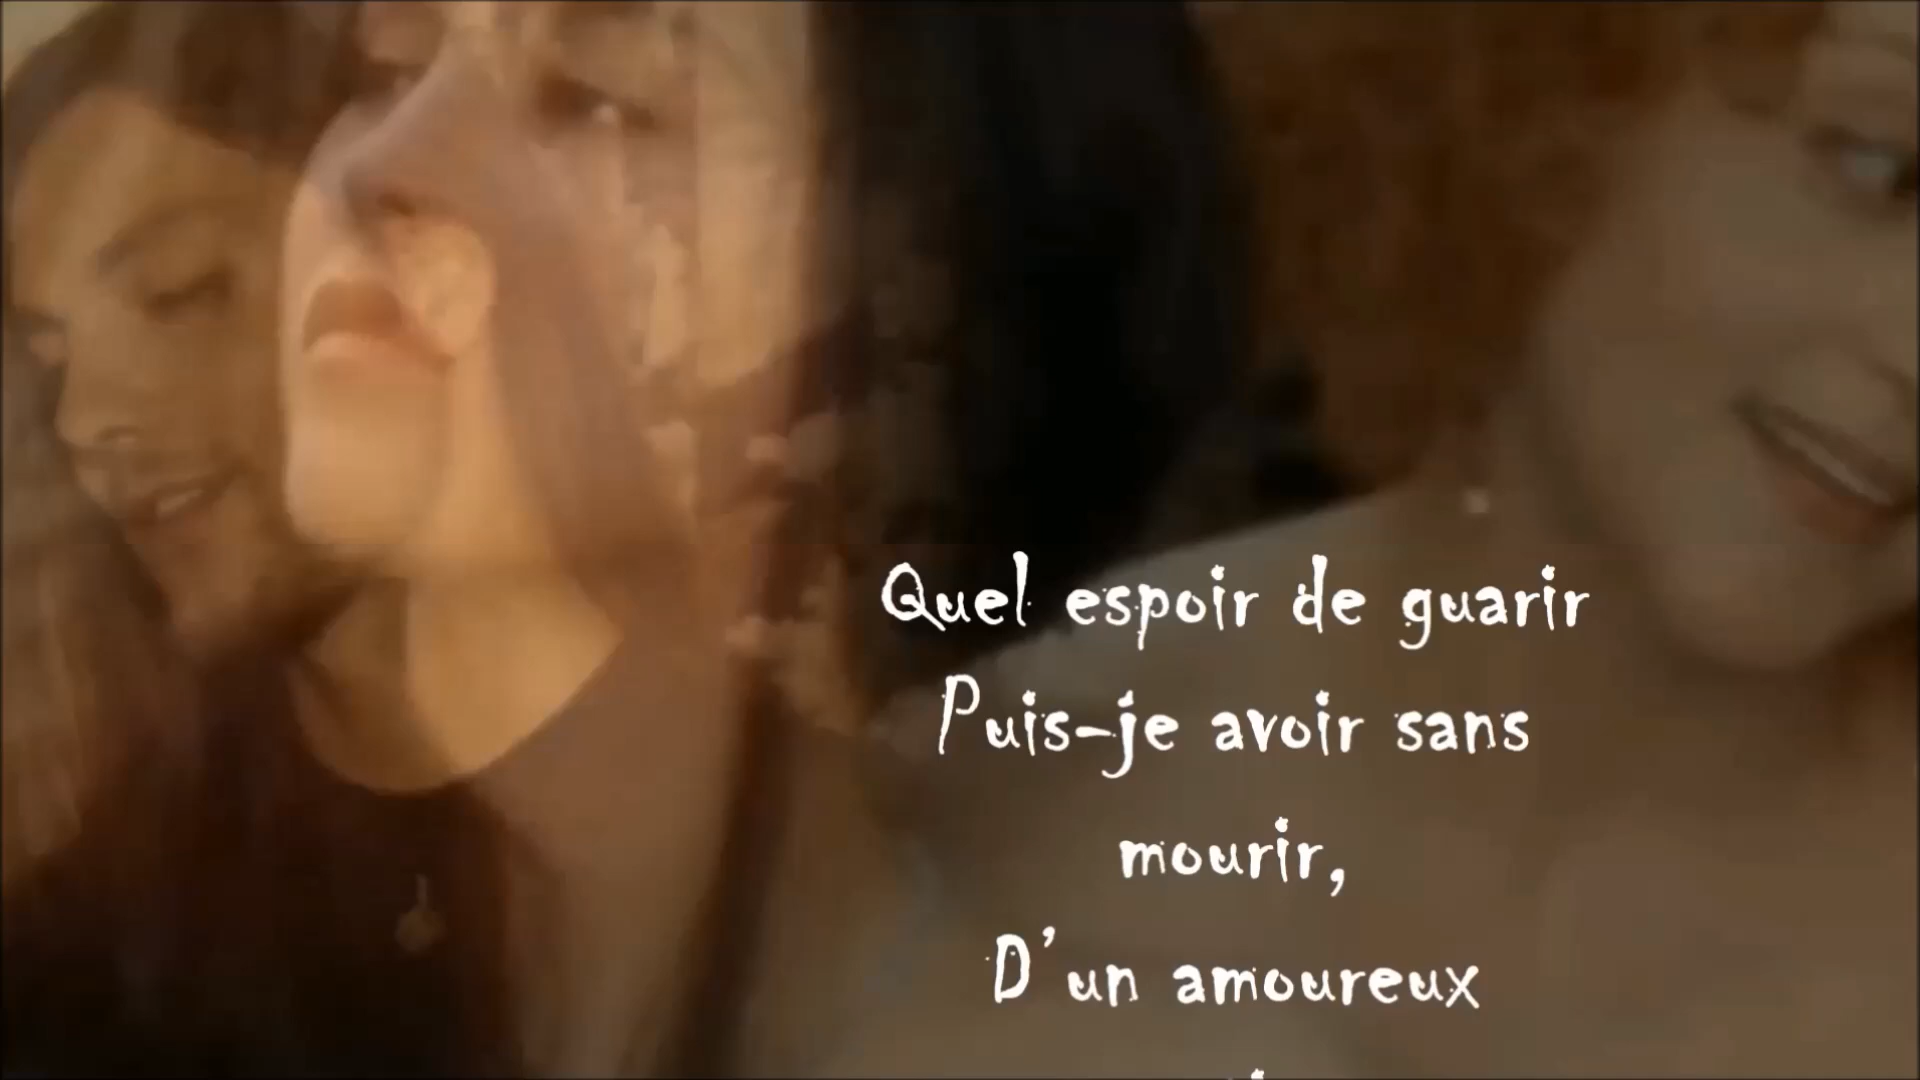 Quel espoir de guarir
Puis-je avoir sans
mourir,
D'un amoureux